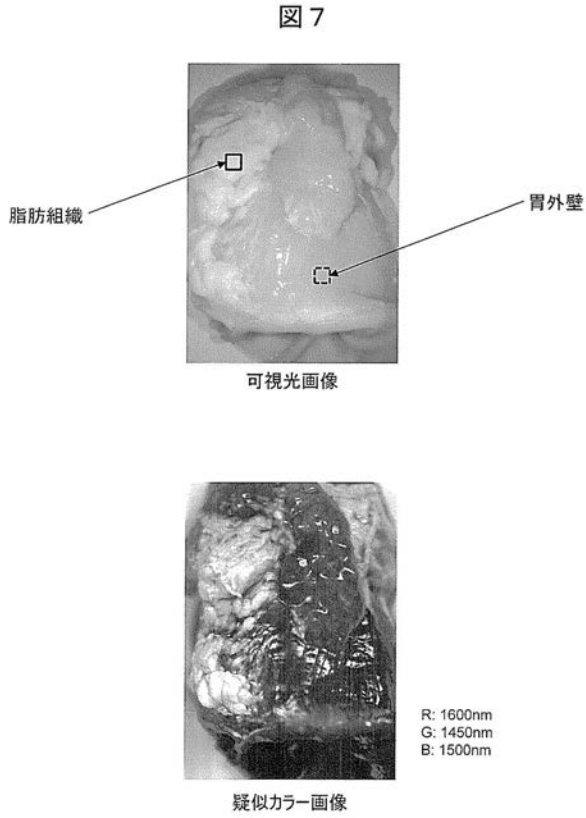 図７
脂肪組織
胃外壁
可視光画像
R: 1600nm
G: 1450nm
B: 1500nm
疑似カラー画像